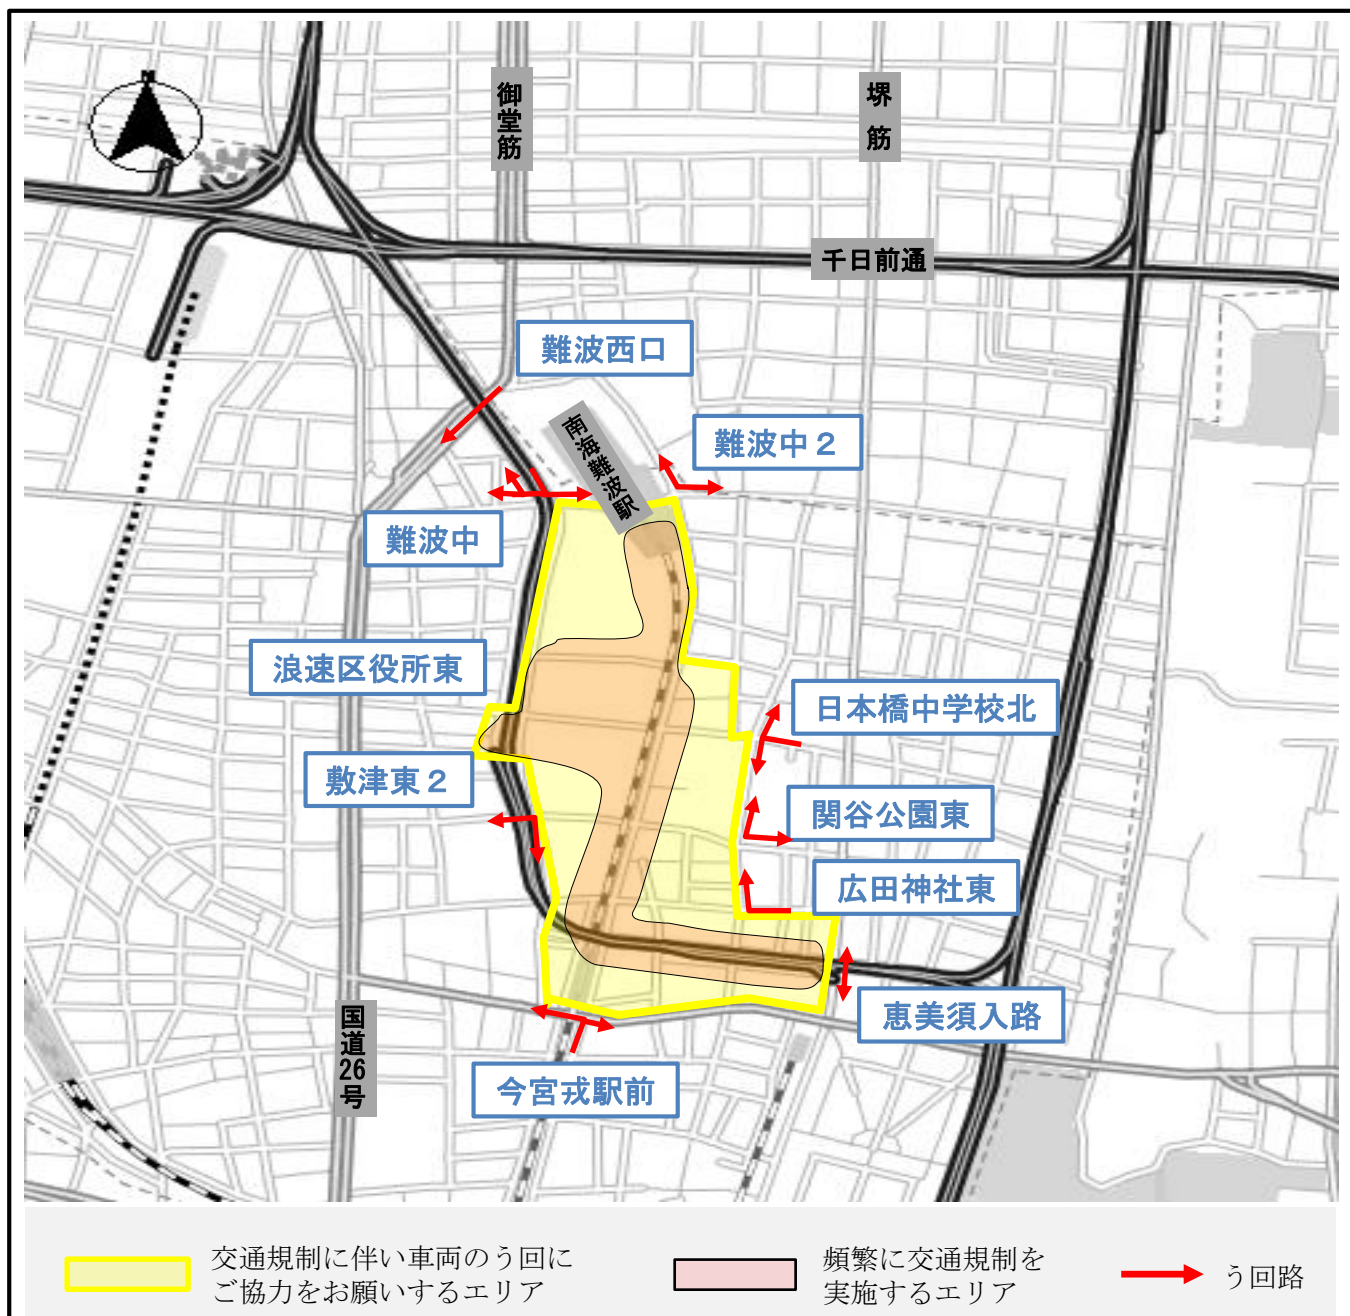 N
御堂筋
堺筋
千日前通
難波西口
南海難波駅
難波中２
難波中
浪速区役所東
日本橋中学校北
敷津東２
関谷公園東
広田神社東
恵美須入路
国道26号
今宮戎駅前
交通規制に伴い車両のう回に
ご協力をお願いするエリア
頻繁に交通規制を
実施するエリア
う回路